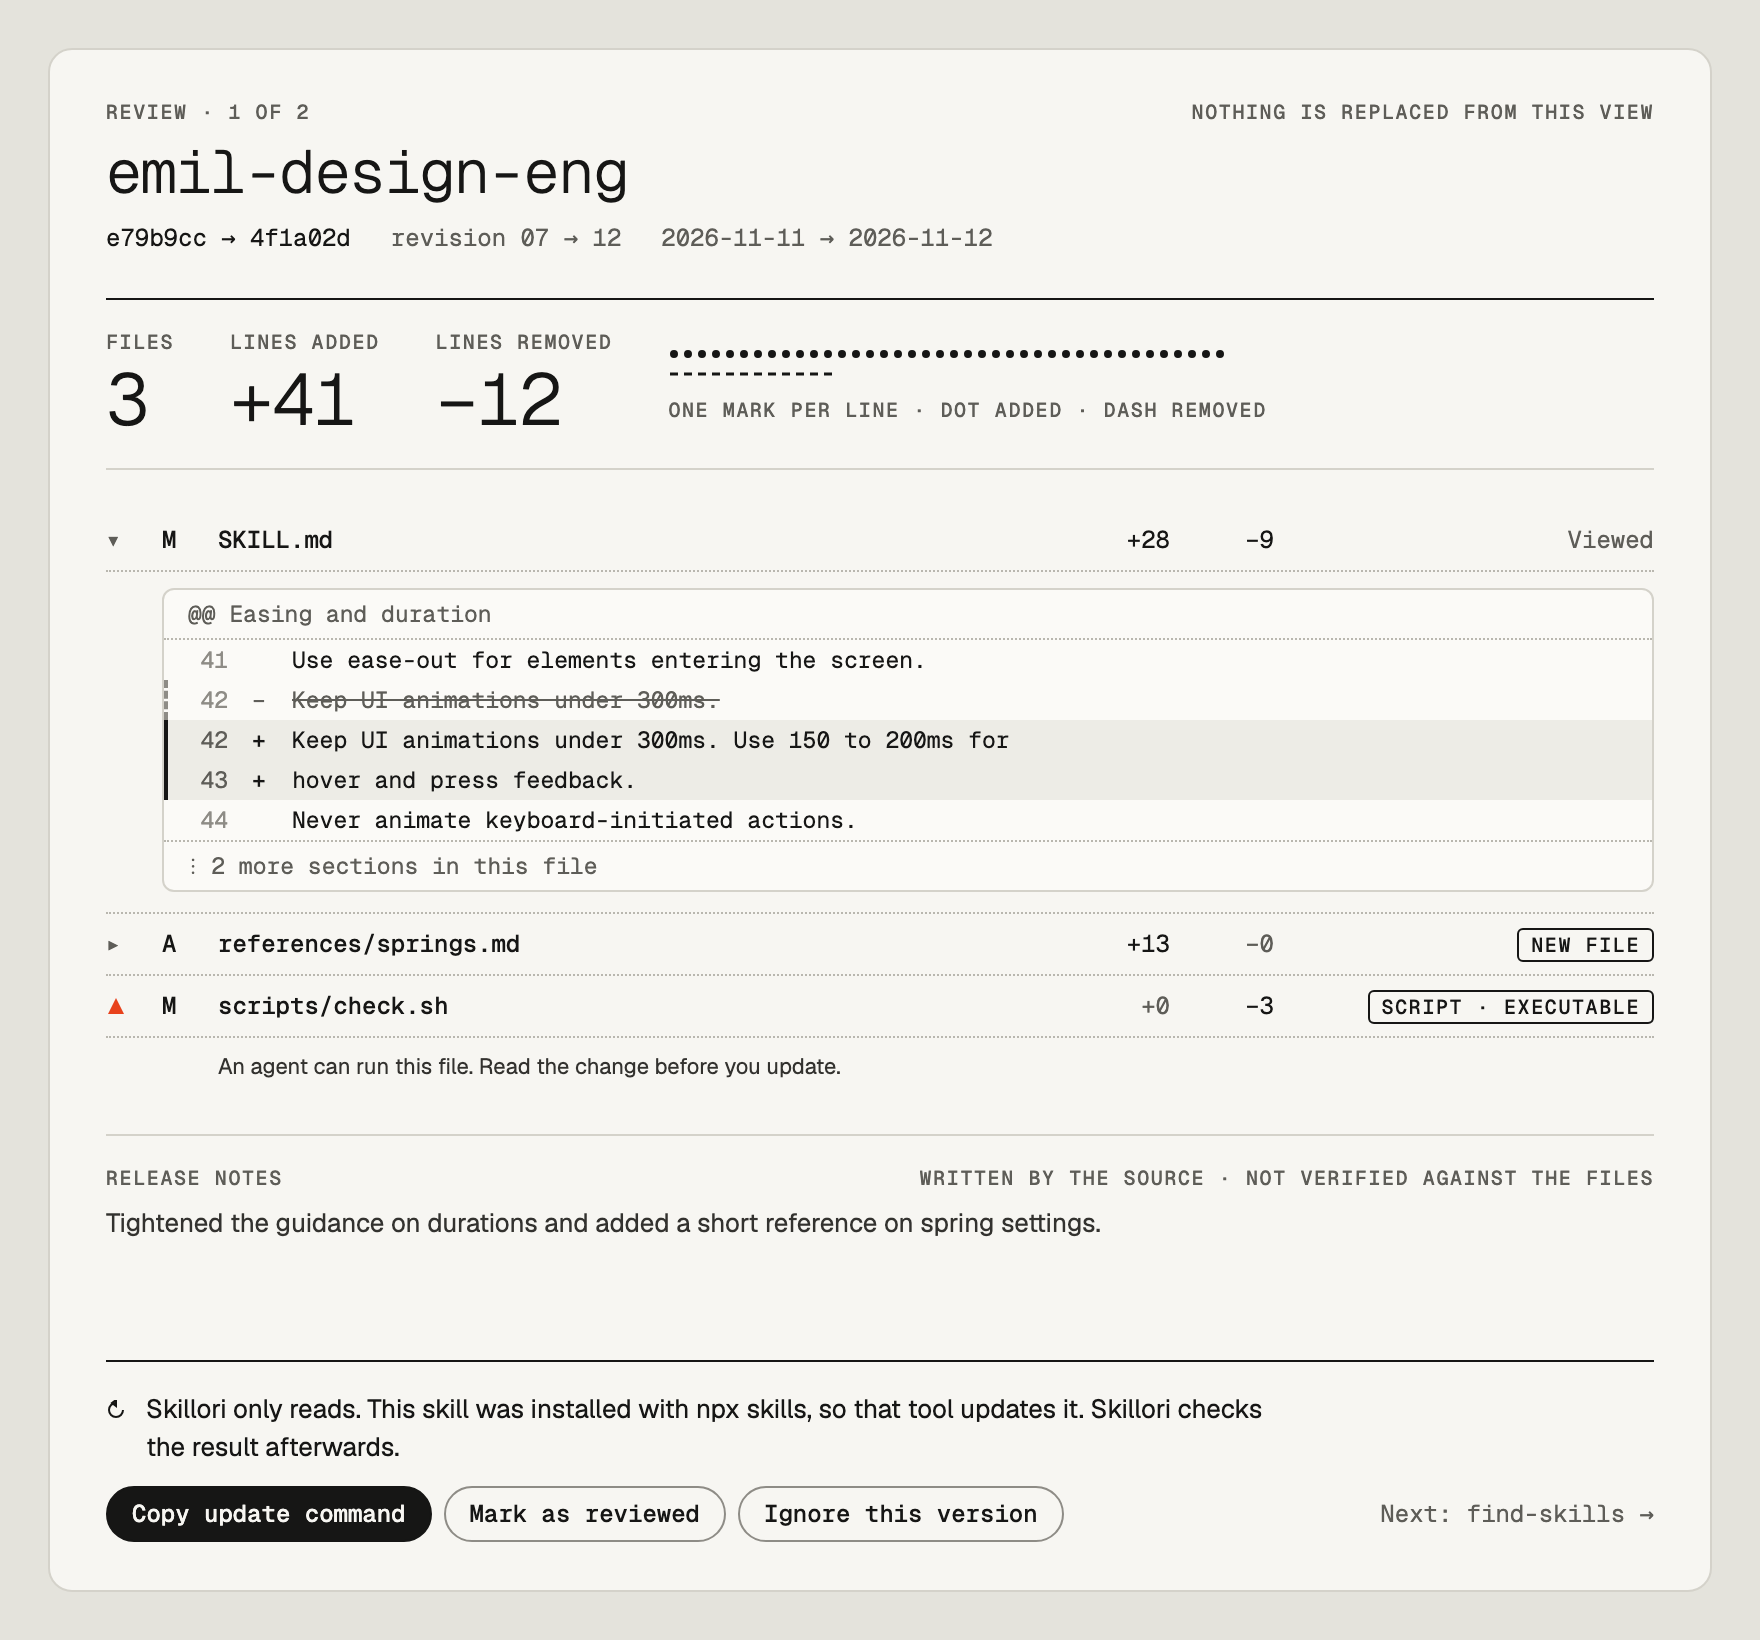 REVIEW · 1 OF 2
NOTHING IS REPLACED FROM THIS VIEW
emil-design-eng
e79b9cc → 4f1a02d revision 07 → 12 2026-11-11 → 2026-11-12
FILES LINES ADDED LINES REMOVED
3 +41 −12
ONE MARK PER LINE · DOT ADDED · DASH REMOVED
▾ M SKILL.md +28 −9 Viewed
@@ Easing and duration
41 Use ease-out for elements entering the screen.
42 − Keep UI animations under 300ms.
42 + Keep UI animations under 300ms. Use 150 to 200ms for
43 + hover and press feedback.
44 Never animate keyboard-initiated actions.
⋮ 2 more sections in this file
▸ A references/springs.md +13 −0 NEW FILE
▲ M scripts/check.sh +0 −3 SCRIPT · EXECUTABLE
An agent can run this file. Read the change before you update.
RELEASE NOTES
WRITTEN BY THE SOURCE · NOT VERIFIED AGAINST THE FILES
Tightened the guidance on durations and added a short reference on spring settings.
Skillori only reads. This skill was installed with npx skills, so that tool updates it. Skillori checks
the result afterwards.
Copy update command
Mark as reviewed
Ignore this version
Next: find-skills →